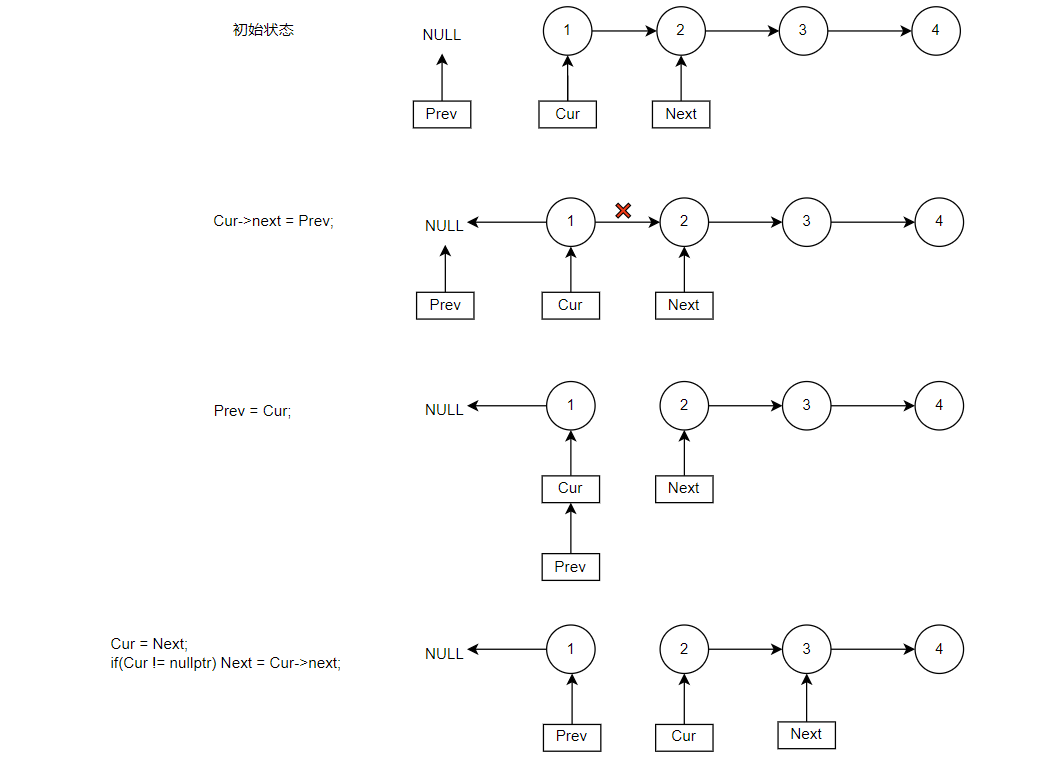 初始状态
NULL
1
2
3
4
Prev
Cur
Next
Cur->next = Prev;
NULL
1
2
3
4
Prev
Cur
Next
Prev = Cur;
NULL
1
2
3
4
Cur
Next
Prev
Cur = Next;
if(Cur != nullptr) Next = Cur->next;
NULL
1
2
3
4
Prev
Cur
Next